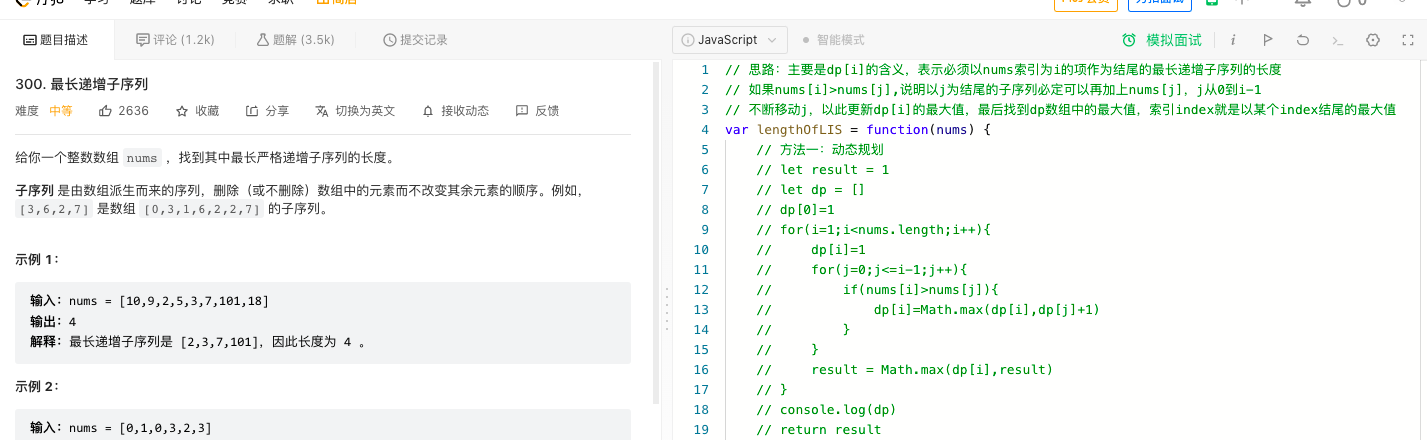 题目描述
评论 (1.2k)
题解 (3.5k)
提交记录
300. 最长递增子序列
难度 中等 2636 收藏 分享 切换为英文 接收动态 反馈
给你一个整数数组 nums ，找到其中最长严格递增子序列的长度。
子序列 是由数组派生而来的序列，删除（或不删除）数组中的元素而不改变其余元素的顺序。例如，
[3,6,2,7] 是数组 [0,3,1,6,2,2,7] 的子序列。
示例 1：
输入：nums = [10,9,2,5,3,7,101,18]
输出：4
解释：最长递增子序列是 [2,3,7,101]，因此长度为 4 。
示例 2：
输入：nums = [0,1,0,3,2,3]
JavaScript
智能模式
模拟面试
1 // 思路：主要是dp[i]的含义，表示必须以nums索引为i的项作为结尾的最长递增子序列的长度
2 // 如果nums[i]>nums[j],说明以j为结尾的子序列必定可以再加上nums[j]，j从0到i-1
3 // 不断移动j，以此更新dp[i]的最大值，最后找到dp数组中的最大值，索引index就是以某个index结尾的最大值
4 var lengthOfLIS = function(nums) {
5 // 方法一：动态规划
6 // let result = 1
7 // let dp = []
8 // dp[0]=1
9 // for(i=1;i<nums.length;i++){
10 // dp[i]=1
11 // for(j=0;j<=i-1;j++){
12 // if(nums[i]>nums[j]){
13 // dp[i]=Math.max(dp[i],dp[j]+1)
14 // }
15 // }
16 // result = Math.max(dp[i],result)
17 // }
18 // console.log(dp)
19 // return result